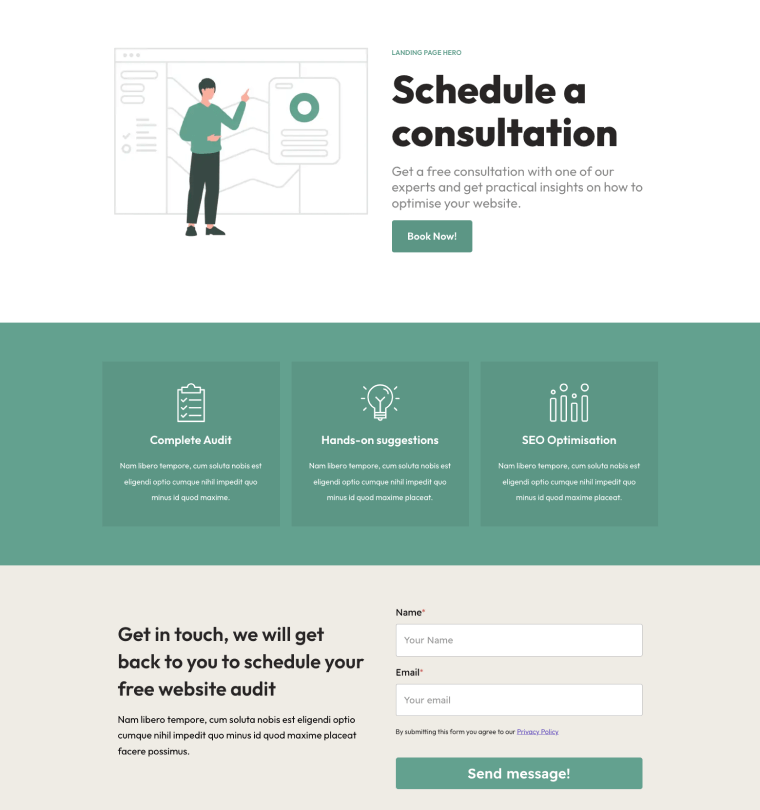 LANDING PAGE HERO
Schedule a
consultation
Get a free consultation with one of our
experts and get practical insights on how to
optimise your website.
Book Now!
Complete Audit
Nam libero tempore, cum soluta nobis est
eligendi optio cumque nihil impedit quo
minus id quod maxime.
Hands-on suggestions
Nam libero tempore, cum soluta nobis est
eligendi optio cumque nihil impedit quo
minus id quod maxime placeat.
SEO Optimisation
Nam libero tempore, cum soluta nobis est
eligendi optio cumque nihil impedit quo
minus id quod maxime placeat.
Get in touch, we will get
back to you to schedule your
free website audit
Nam libero tempore, cum soluta nobis est eligendi optio
cumque nihil impedit quo minus id quod maxime placeat
facere possimus.
Name*
Your Name
Email*
Your email
By submitting this form you agree to our Privacy Policy
Send message!